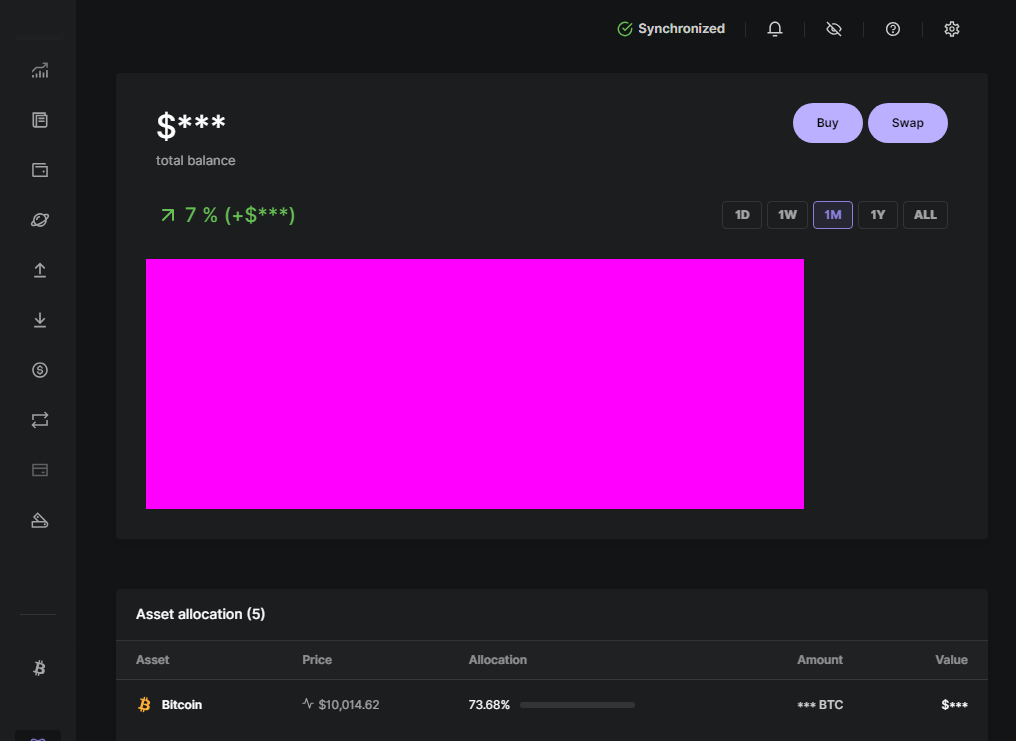 Synchronized
$***
Buy
Swap
total balance
7 % (+$***)
1D 1W 1M 1Y ALL
Asset allocation (5)
Asset Price Allocation Amount Value
Bitcoin $10,014.62 73.68% *** BTC $***